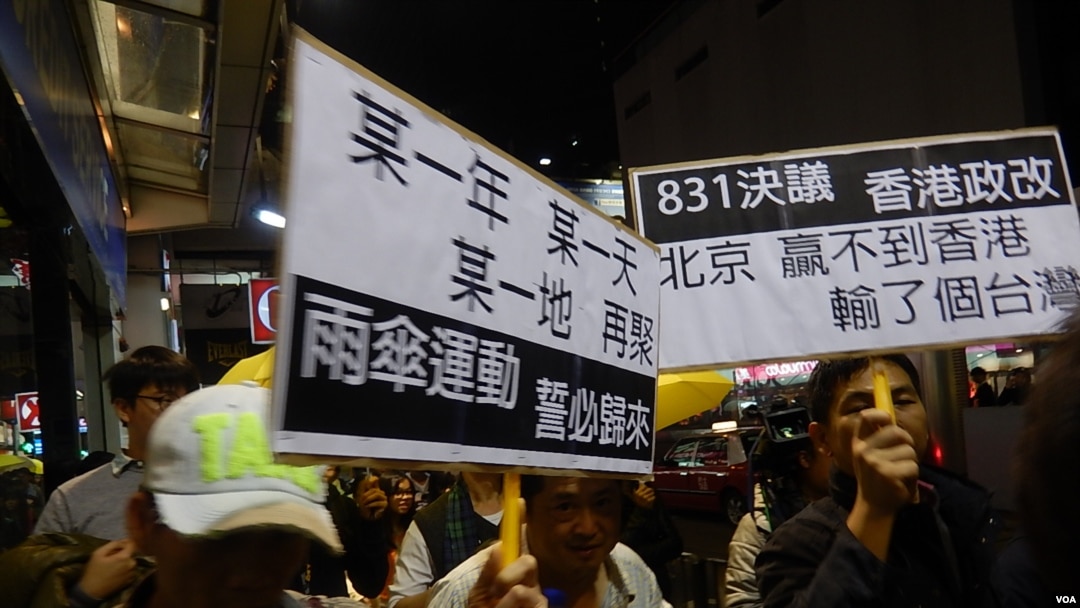 某一年 某一天
某一地 再聚
雨傘運動 誓必歸來
831決議 香港政改
北京 贏不到香港
輸了個台灣
TA
EVERLAST
VOA